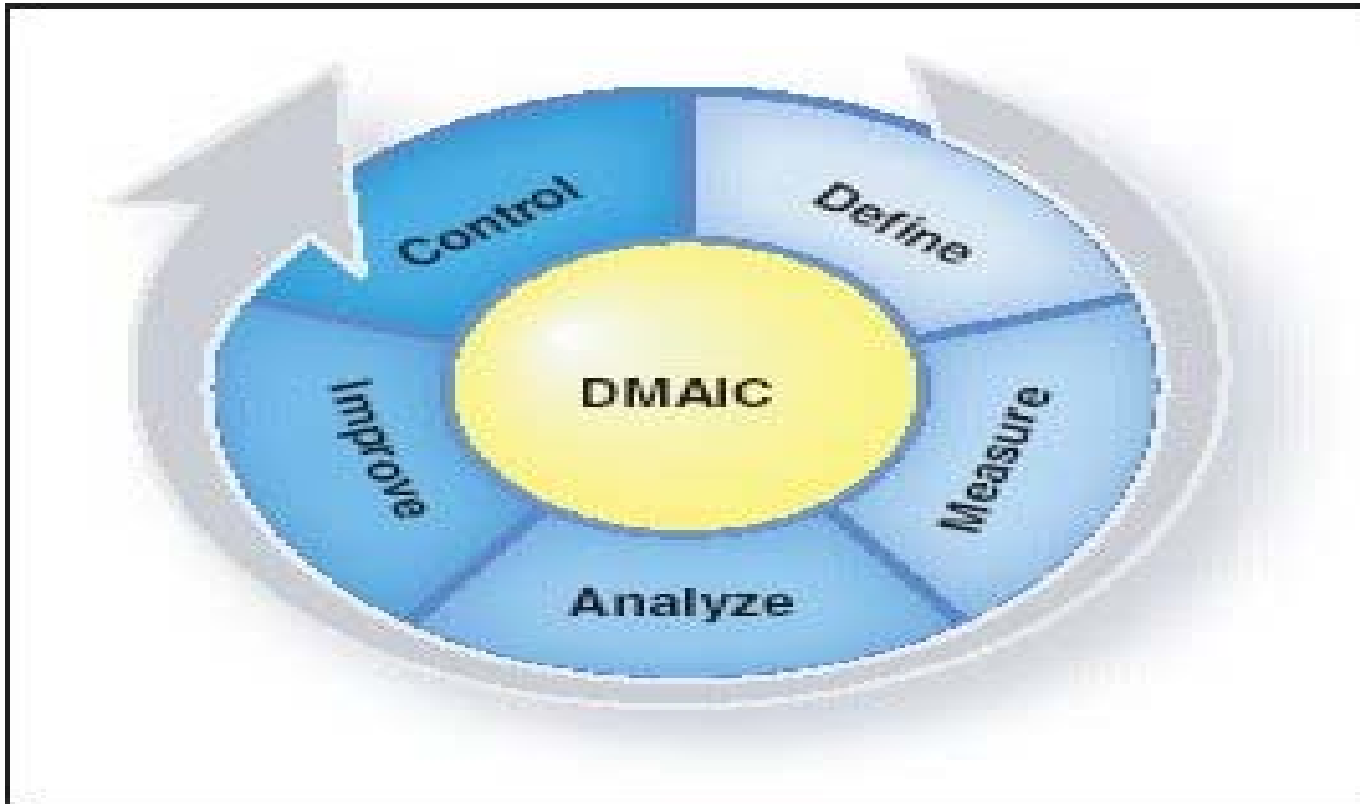 Define
Measure
Analyze
Improve
Control
DMAIC